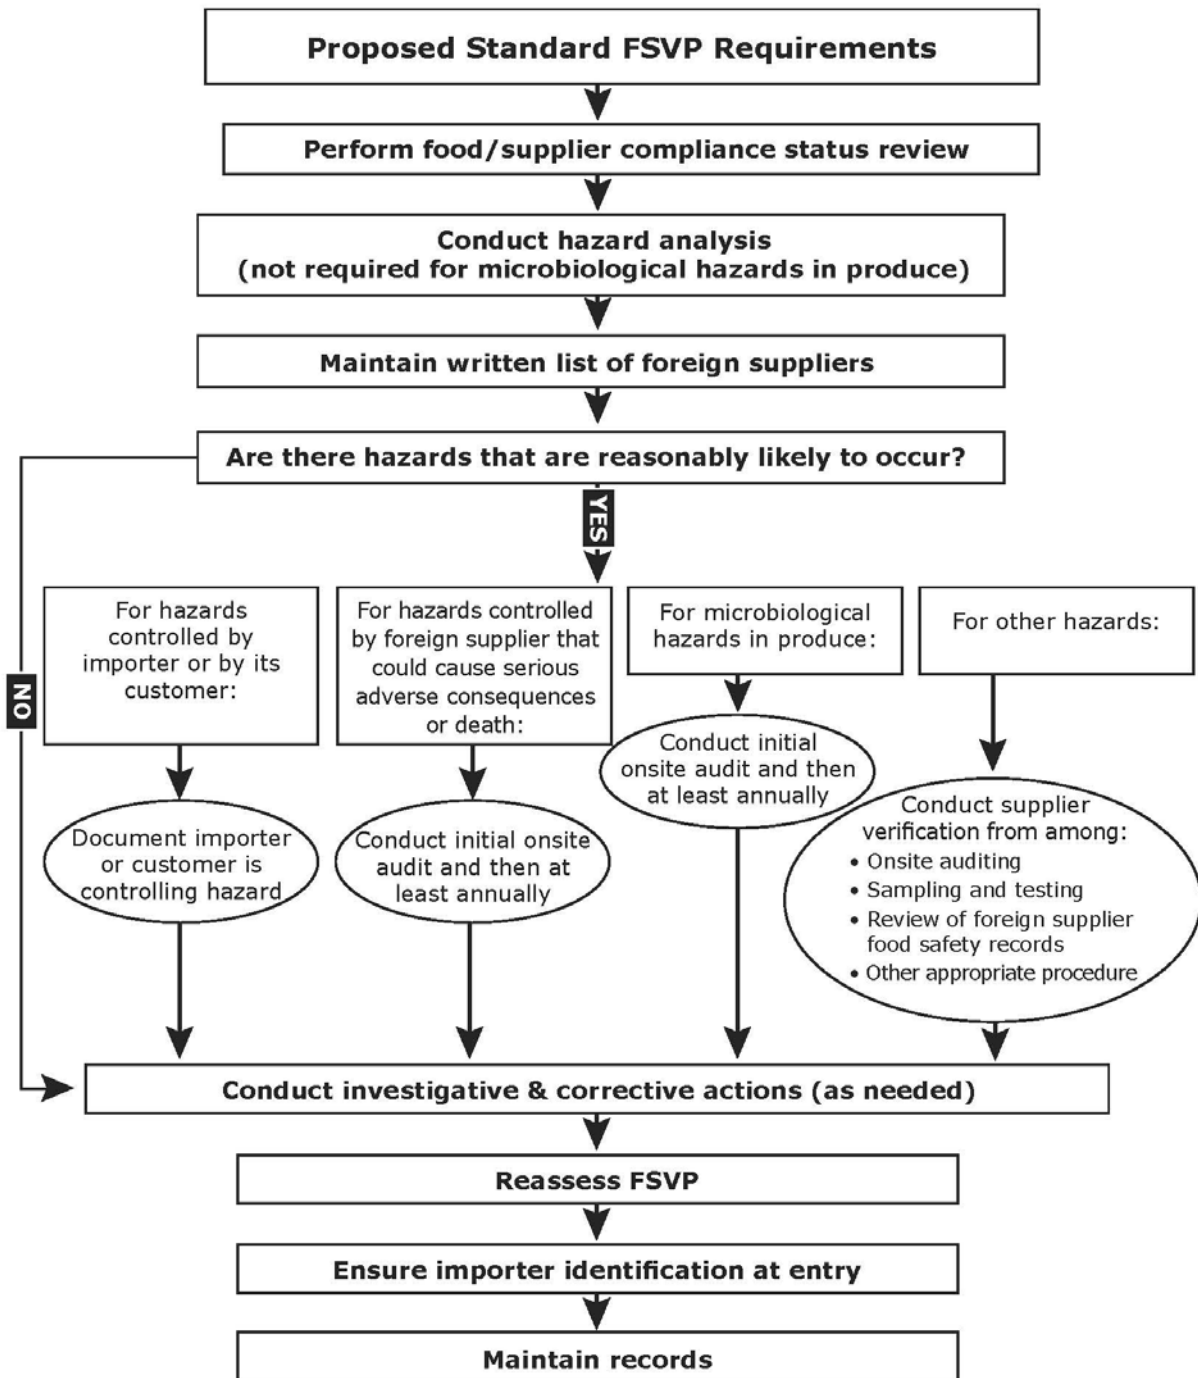 Proposed Standard FSVP Requirements
Perform food/supplier compliance status review
Conduct hazard analysis
(not required for microbiological hazards in produce)
Maintain written list of foreign suppliers
Are there hazards that are reasonably likely to occur?
YES
NO
For hazards
controlled by
importer or by its
customer:
For hazards controlled
by foreign supplier that
could cause serious
adverse consequences
or death:
For microbiological
hazards in produce:
For other hazards:
Document importer
or customer is
controlling hazard
Conduct initial onsite
audit and then at
least annually
Conduct initial
onsite audit and then
at least annually
Conduct supplier
verification from among:
• Onsite auditing
• Sampling and testing
• Review of foreign supplier
food safety records
• Other appropriate procedure
Conduct investigative & corrective actions (as needed)
Reassess FSVP
Ensure importer identification at entry
Maintain records